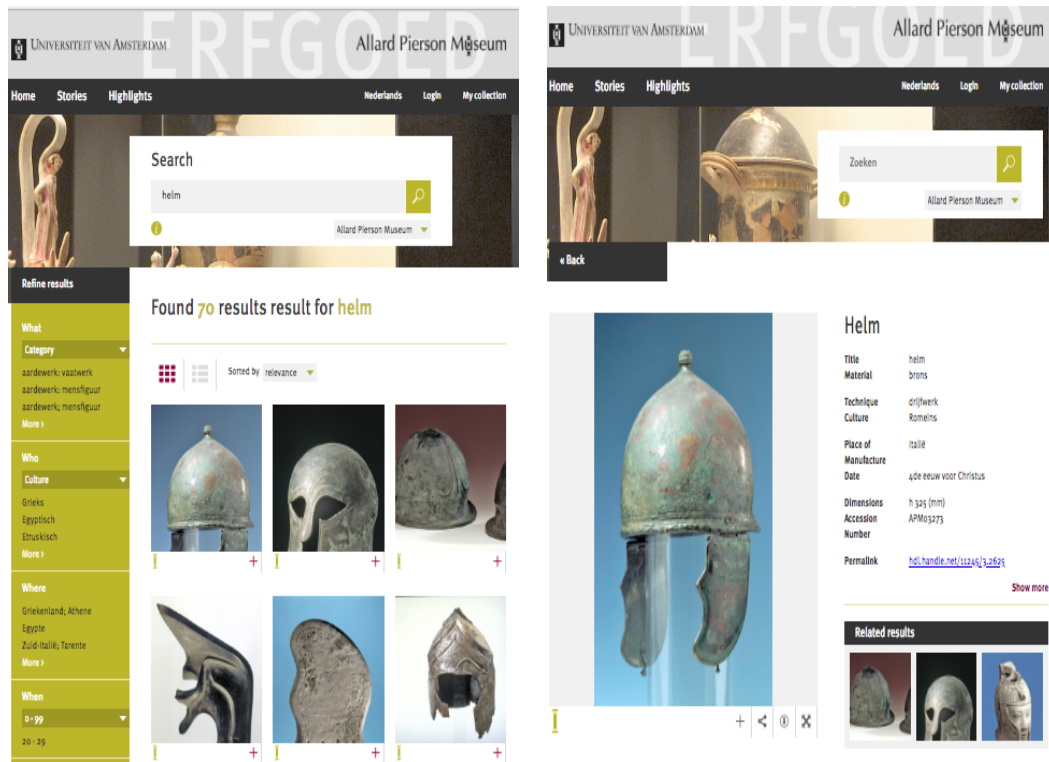 UNIVERSITEIT VAN AMSTERDAM
ERFGOED
Allard Pierson Museum
Home Stories Highlights Nederlands Login My collection
Search
helm
i
Allard Pierson Museum
Refine results
Found 70 results result for helm
What
Category
aardewerk: vaatwerk
aardewerk: mensfiguur
aardewerk; mensfiguur
More ›
Sorted by relevance
Who
Culture
Grieks
Egyptisch
Etruskisch
More ›
Where
Griekenland; Athene
Egypte
Zuid-Italië; Tarente
More ›
When
0 - 99
20 - 29
UNIVERSITEIT VAN AMSTERDAM
ERFGOED
Allard Pierson Museum
Home Stories Highlights Nederlands Login My collection
Zoeken
i
Allard Pierson Museum
« Back
Helm
Title helm
Material brons
Technique drijfwerk
Culture Romeins
Place of Manufacture Italië
Date 4de eeuw voor Christus
Dimensions h 325 (mm)
Accession Number APM03273
Permalink hdl.handle.net/11245/3.2625
Show more
Related results